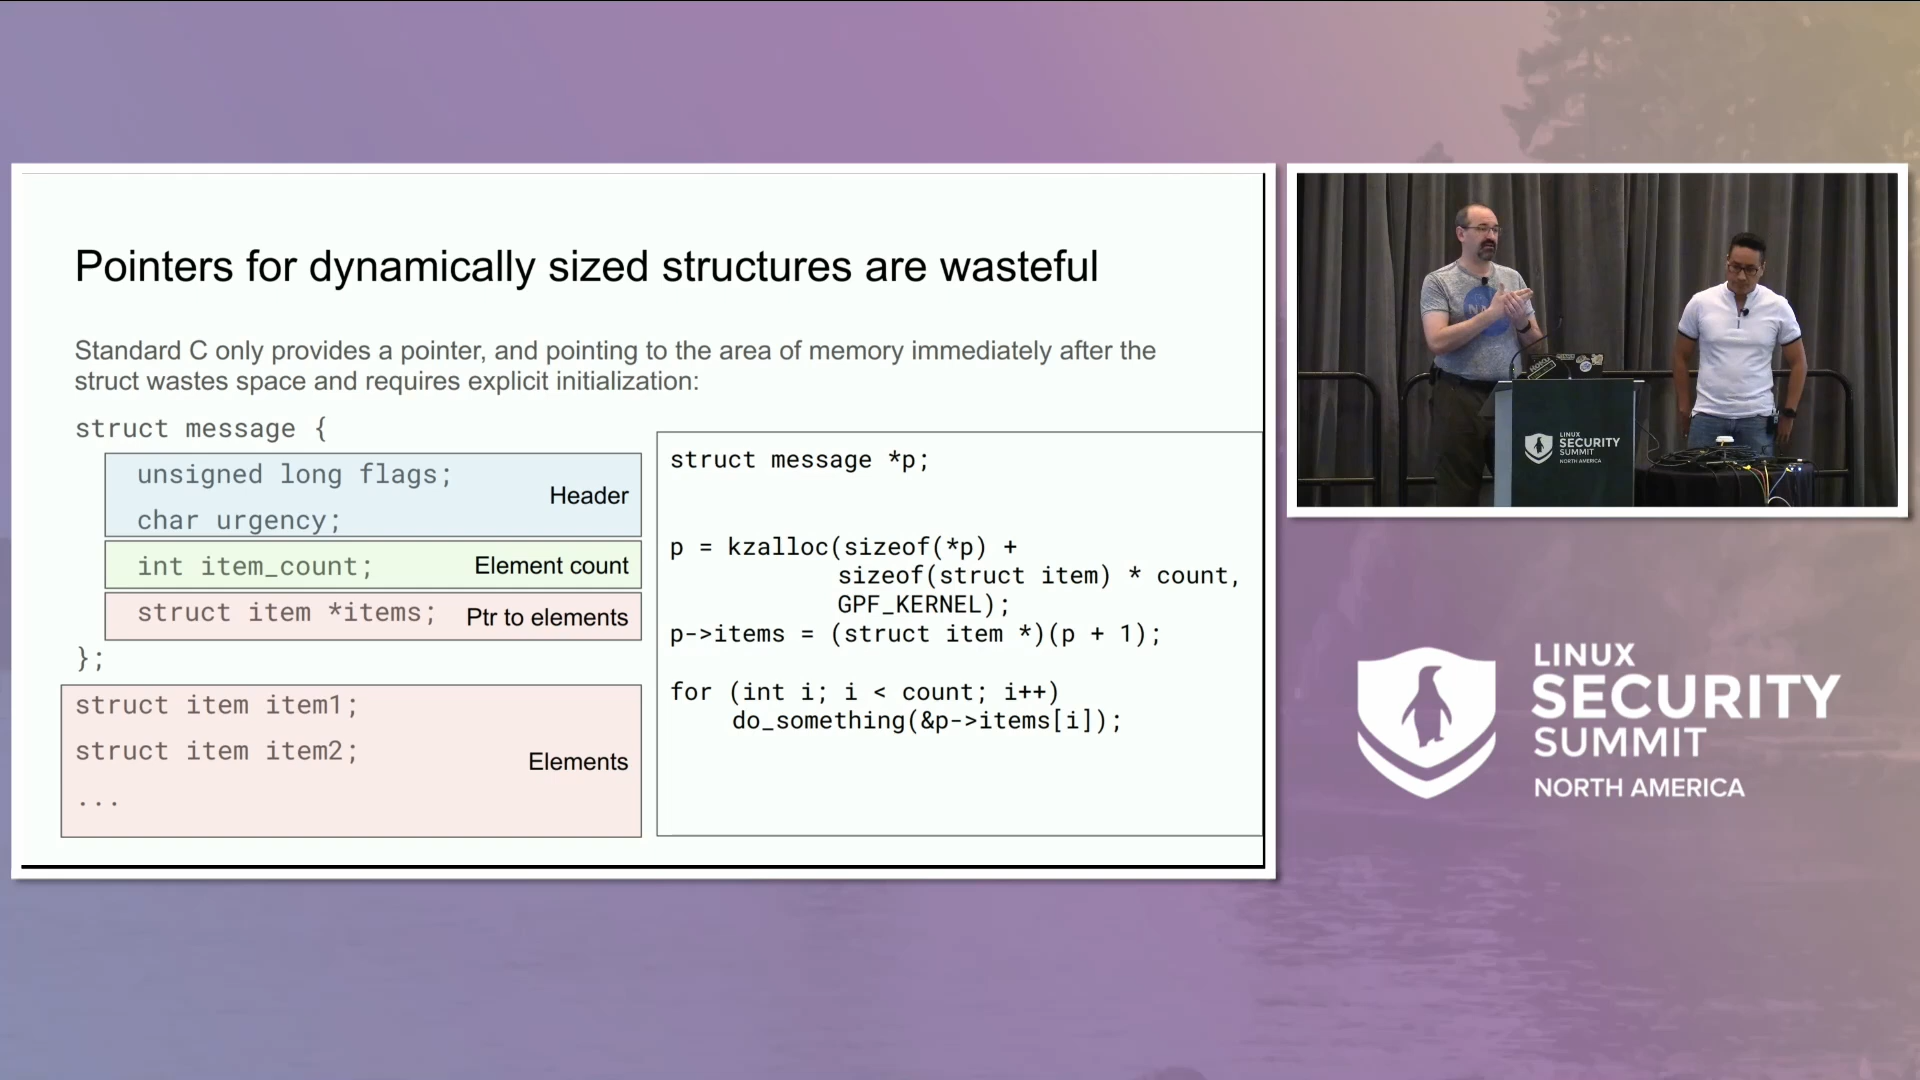 Pointers for dynamically sized structures are wasteful
Standard C only provides a pointer, and pointing to the area of memory immediately after the
struct wastes space and requires explicit initialization:
struct message {
unsigned long flags;
char urgency;
Header
int item_count;
Element count
struct item *items;
Ptr to elements
};
struct item item1;
struct item item2;
...
Elements
struct message *p;
p = kzalloc(sizeof(*p) +
sizeof(struct item) * count,
GPF_KERNEL);
p->items = (struct item *)(p + 1);
for (int i; i < count; i++)
do_something(&p->items[i]);
LINUX
SECURITY
SUMMIT
NORTH AMERICA
LINUX
SECURITY
SUMMIT
NORTH AMERICA